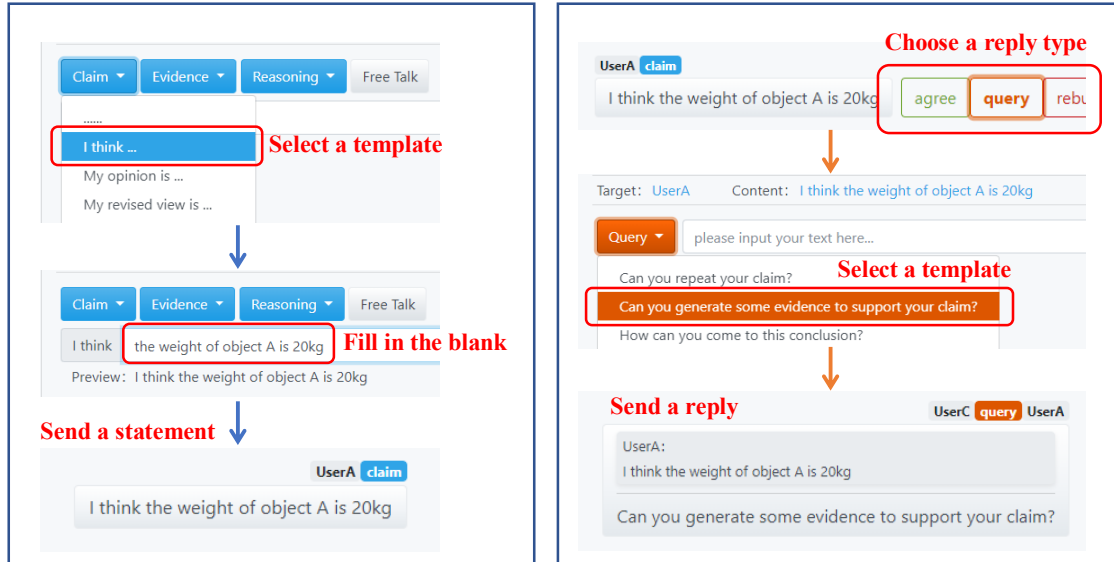 Claim Evidence Reasoning Free Talk
......
I think ...
Select a template
My opinion is ...
My revised view is ...
Claim Evidence Reasoning Free Talk
I think the weight of object A is 20kg
Fill in the blank
Preview: I think the weight of object A is 20kg
Send a statement
UserA claim
I think the weight of object A is 20kg
Choose a reply type
UserA claim
I think the weight of object A is 20kg agree query rebu
Target: UserA Content: I think the weight of object A is 20kg
Query please input your text here...
Can you repeat your claim?
Select a template
Can you generate some evidence to support your claim?
How can you come to this conclusion?
Send a reply
UserC query UserA
UserA:
I think the weight of object A is 20kg
Can you generate some evidence to support your claim?